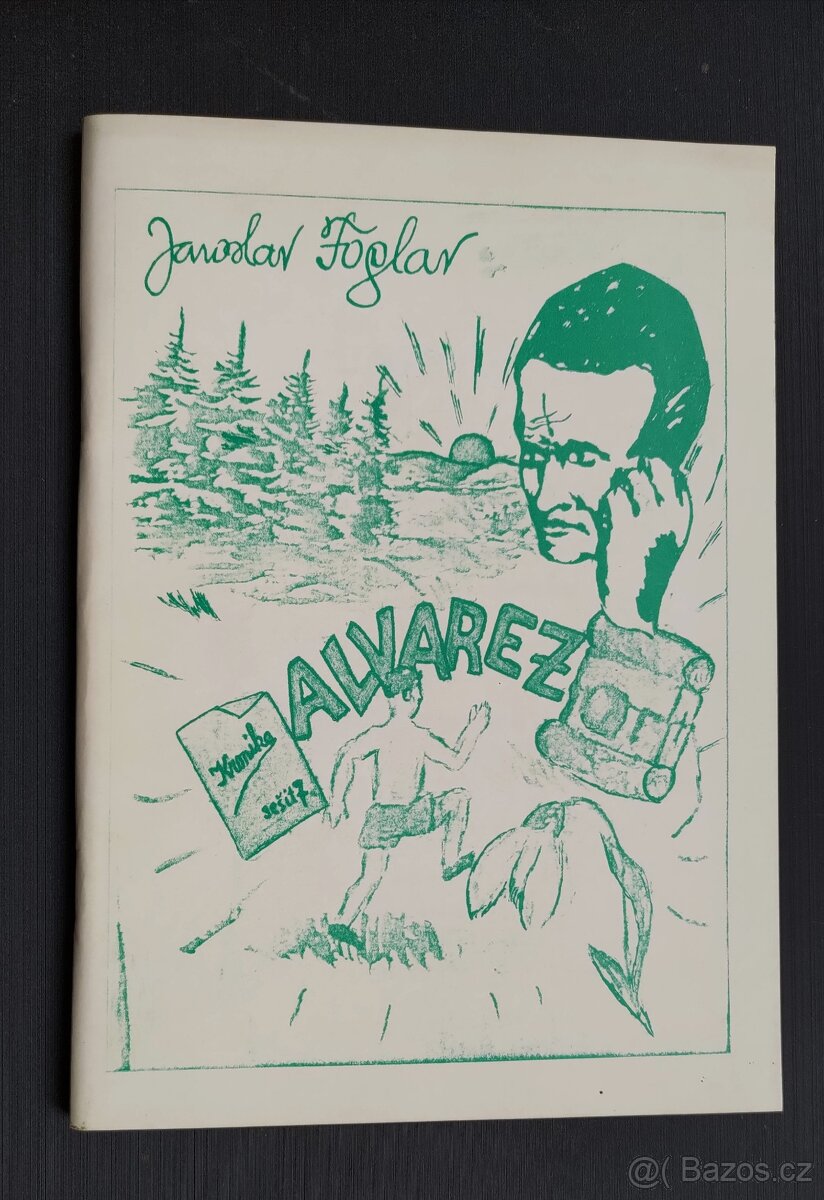 Jaroslav Foglar
ALVAREZ
Kronika
sešit 7
@( Bazos.cz